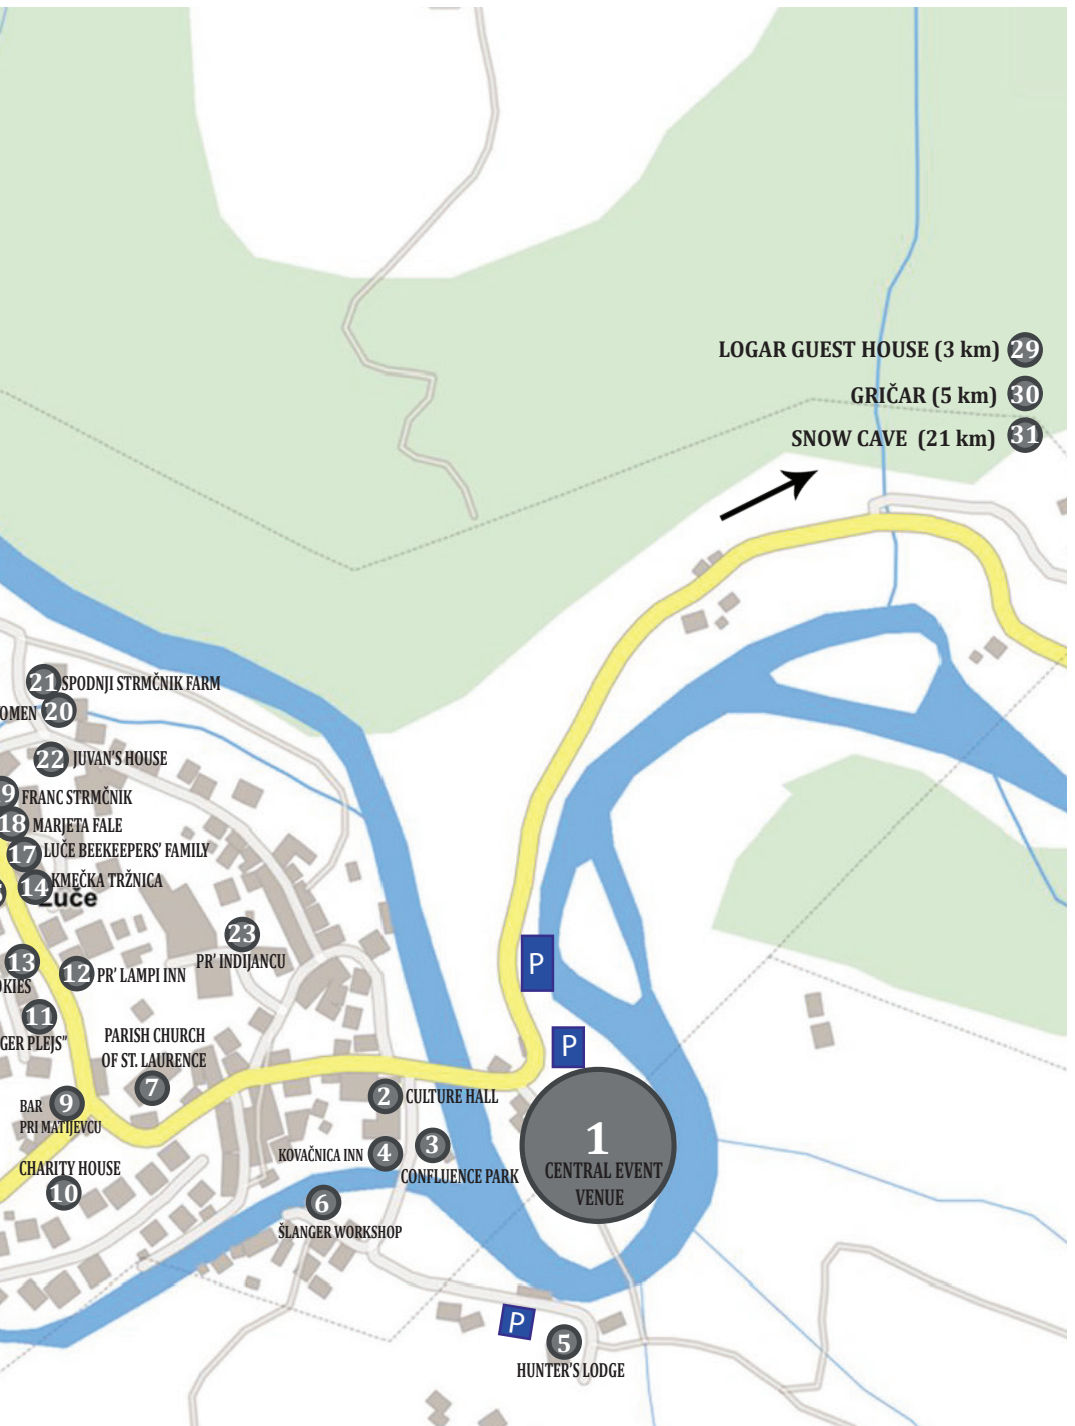 LOGAR GUEST HOUSE (3 km) 29
GRIČAR (5 km) 30
SNOW CAVE (21 km) 31
21 SPODNJI STRMČNIK FARM
20
22 JUVAN'S HOUSE
FRANC STRMČNIK
18 MARJETA FALE
17 LUČE BEEKEEPERS' FAMILY
14 KMEČKA TRŽNICA
Luče
23
PR' INDIJANCU
13
12 PR' LAMPI INN
11
PLEJS"
PARISH CHURCH
OF ST. LAURENCE
7
P
P
BAR 9
PRI MATIJEVCU
2 CULTURE HALL
1
CENTRAL EVENT
VENUE
KOVAČNICA INN 4
3
CONFLUENCE PARK
CHARITY HOUSE
10
6
ŠLANGER WORKSHOP
P
5
HUNTER'S LODGE